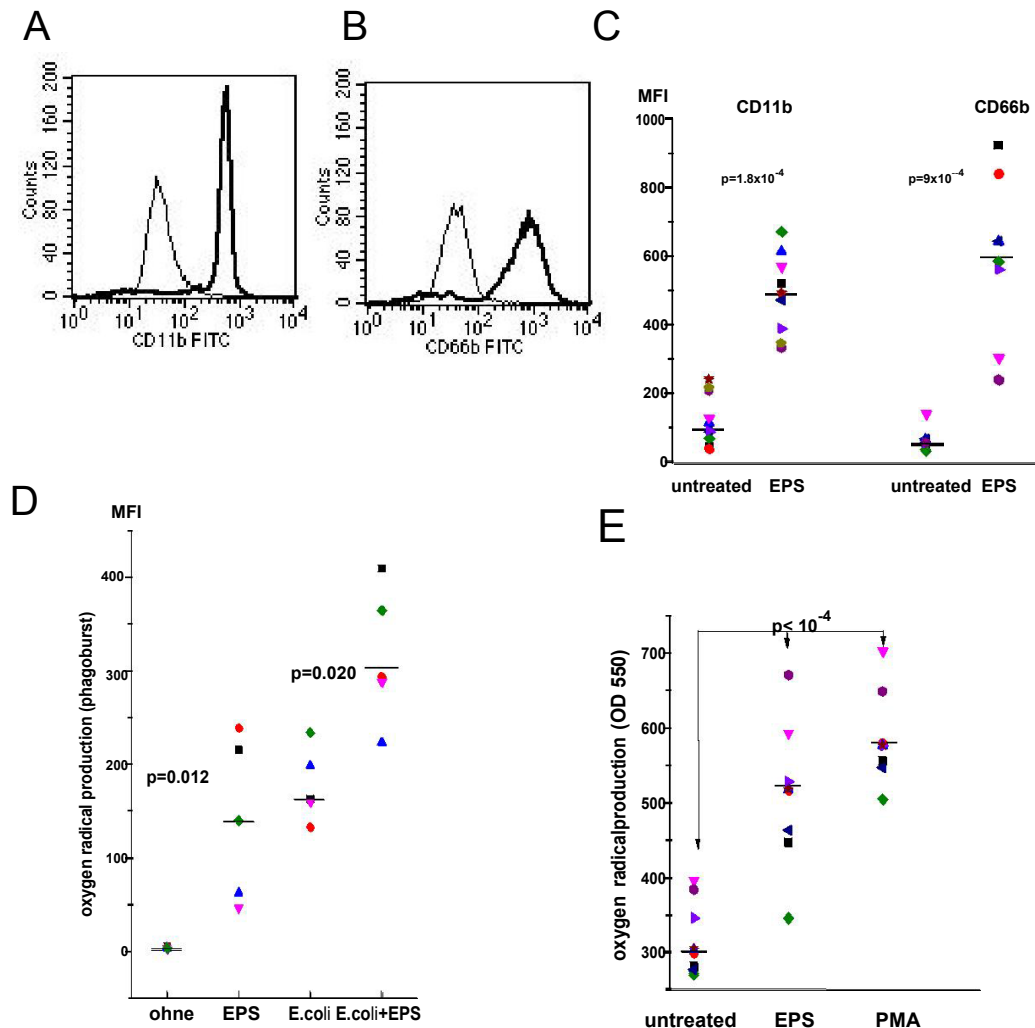 A
B
C
200
160
120
80
40
0
Counts
10^0 10^1 10^2 10^3 10^4
CD11b FITC
200
160
120
80
40
0
Counts
10^0 10^1 10^2 10^3 10^4
CD66b FITC
MFI
CD11b
CD66b
p=1.8x10^-4
p=9x10^-4
1000
800
600
400
200
0
untreated EPS untreated EPS
D
MFI
oxygen radical production (phagoburst)
400
300
200
100
0
p=0.012
p=0.020
ohne EPS E.coli E.coli+EPS
E
p< 10^-4
oxygen radicalproduction (OD 550)
700
600
500
400
300
untreated EPS PMA